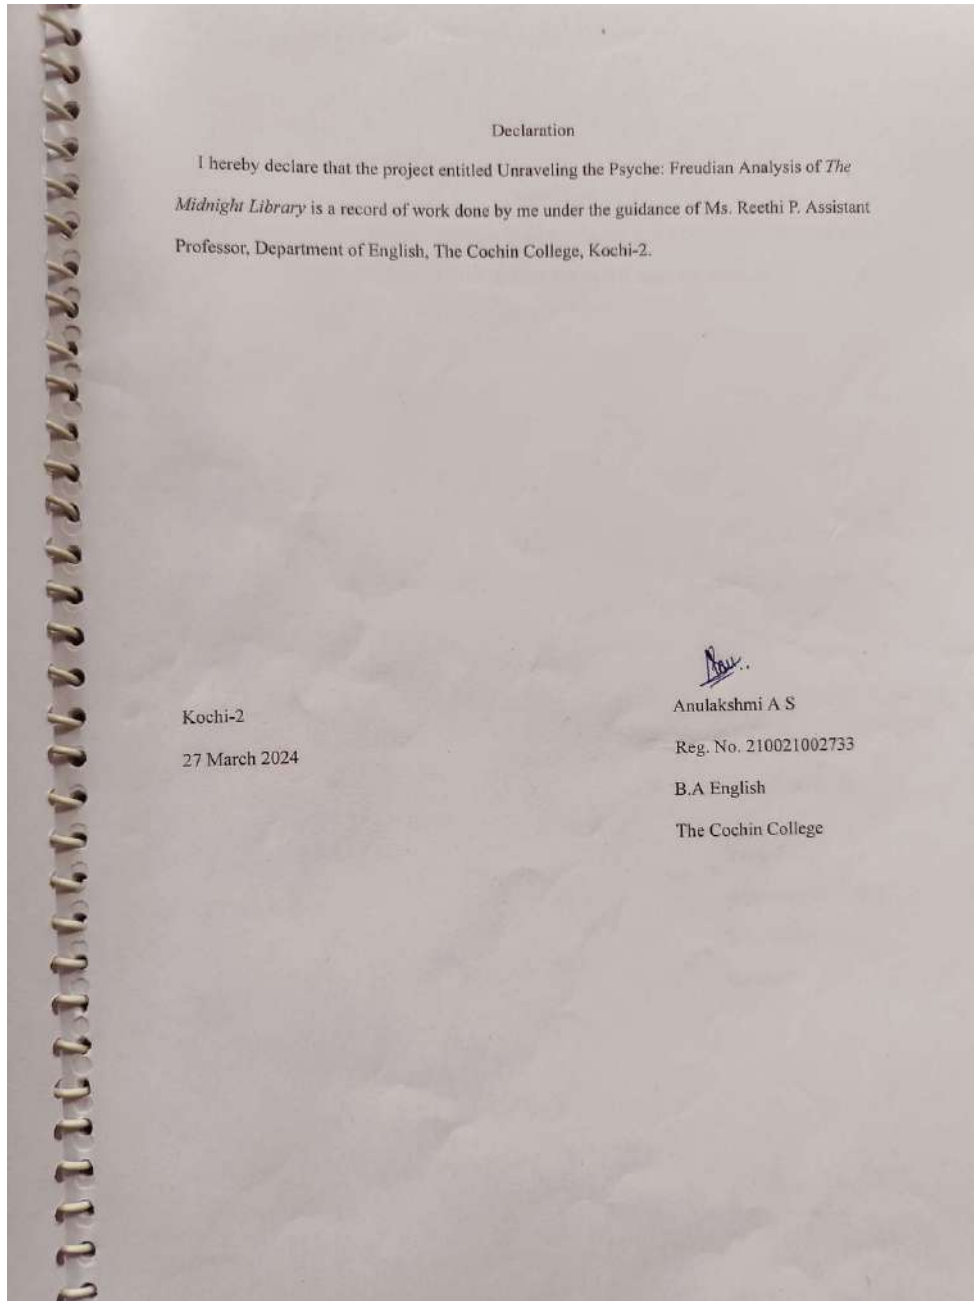 Declaration
I hereby declare that the project entitled Unraveling the Psyche: Freudian Analysis of The
Midnight Library is a record of work done by me under the guidance of Ms. Reethi P. Assistant
Professor, Department of English, The Cochin College, Kochi-2.
Kochi-2
27 March 2024
Anulakshmi A S
Reg. No. 210021002733
B.A English
The Cochin College